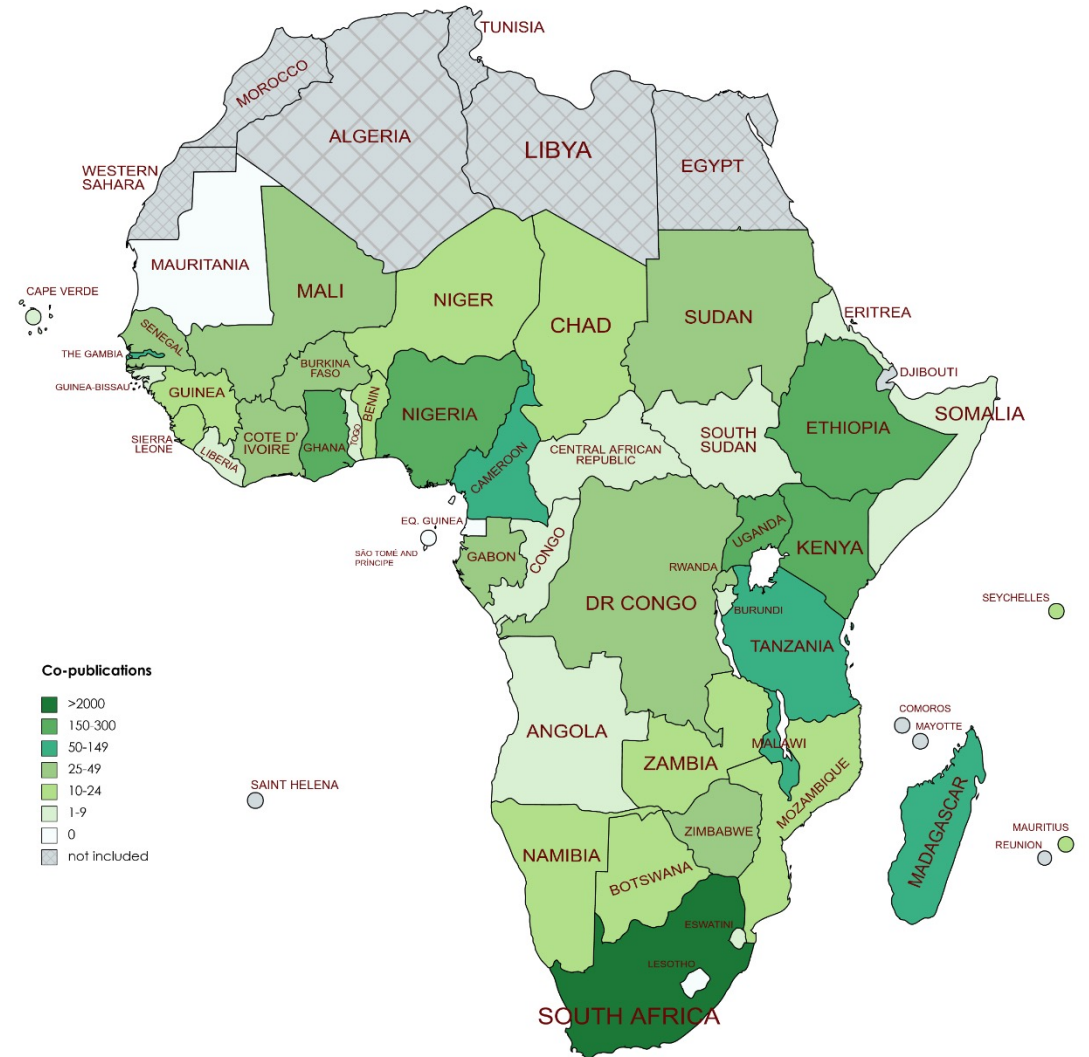 TUNISIA
MOROCCO
ALGERIA
LIBYA
EGYPT
WESTERN
SAHARA
MAURITANIA
MALI
NIGER
CHAD
SUDAN
ERITREA
CAPE VERDE
SENEGAL
THE GAMBIA
GUINEA-BISSAU
GUINEA
SIERRA
LEONE
LIBERIA
COTE D'
IVOIRE
BURKINA
FASO
GHANA
TOGO
BENIN
NIGERIA
CAMEROON
CENTRAL AFRICAN
REPUBLIC
SOUTH
SUDAN
ETHIOPIA
DJIBOUTI
SOMALIA
EQ. GUINEA
SÃO TOMÉ AND
PRÍNCIPE
GABON
CONGO
DR CONGO
UGANDA
KENYA
RWANDA
BURUNDI
TANZANIA
SEYCHELLES
COMOROS
MAYOTTE
ANGOLA
ZAMBIA
MALAWI
MOZAMBIQUE
MADAGASCAR
MAURITIUS
REUNION
SAINT HELENA
ZIMBABWE
NAMIBIA
BOTSWANA
ESWATINI
LESOTHO
SOUTH AFRICA
Co-publications
>2000
150-300
50-149
25-49
10-24
1-9
0
not included